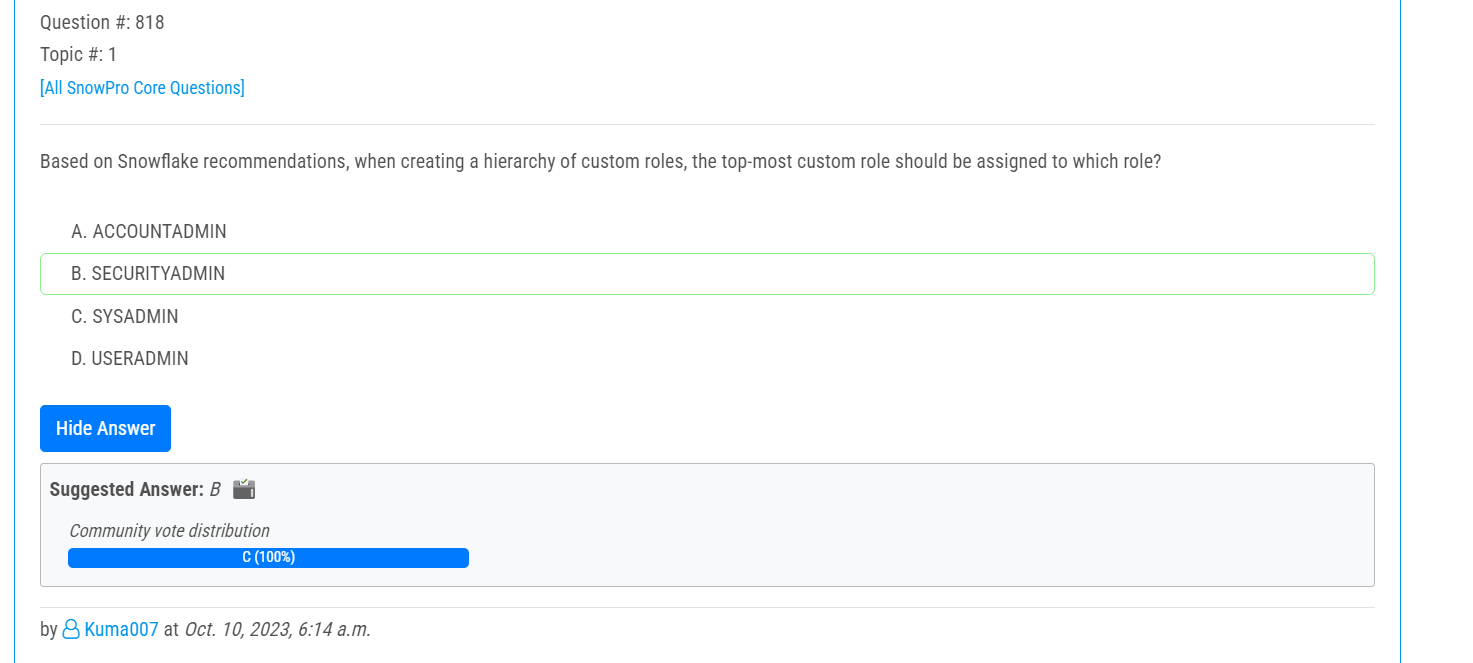 Question #: 818
Topic #: 1
[All SnowPro Core Questions]
Based on Snowflake recommendations, when creating a hierarchy of custom roles, the top-most custom role should be assigned to which role?
A. ACCOUNTADMIN
B. SECURITYADMIN
C. SYSADMIN
D. USERADMIN
Hide Answer
Suggested Answer: B
Community vote distribution
C (100%)
by Kuma007 at Oct. 10, 2023, 6:14 a.m.